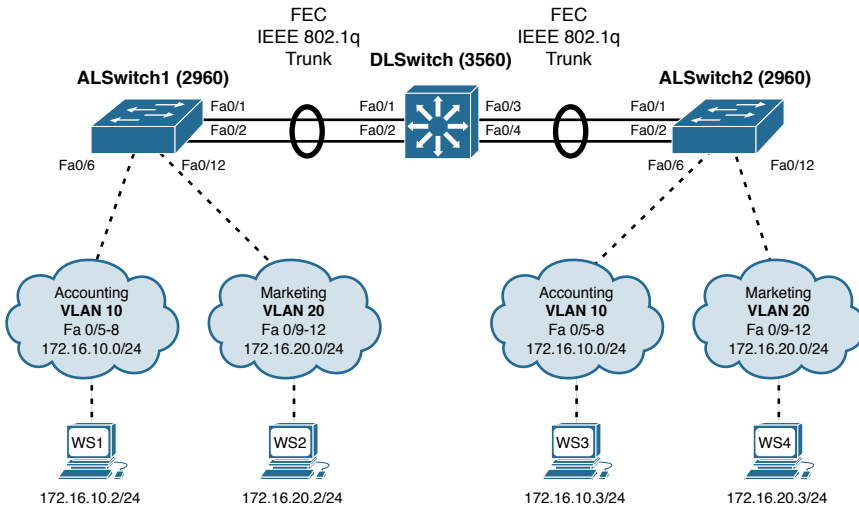 FEC
IEEE 802.1q
Trunk
FEC
IEEE 802.1q
Trunk
ALSwitch1 (2960)
DLSwitch (3560)
ALSwitch2 (2960)
Fa0/1
Fa0/1
Fa0/3
Fa0/1
Fa0/2
Fa0/2
Fa0/4
Fa0/2
Fa0/6
Fa0/12
Fa0/6
Fa0/12
Accounting
VLAN 10
Fa 0/5-8
172.16.10.0/24
Marketing
VLAN 20
Fa 0/9-12
172.16.20.0/24
Accounting
VLAN 10
Fa 0/5-8
172.16.10.0/24
Marketing
VLAN 20
Fa 0/9-12
172.16.20.0/24
WS1
WS2
WS3
WS4
172.16.10.2/24
172.16.20.2/24
172.16.10.3/24
172.16.20.3/24